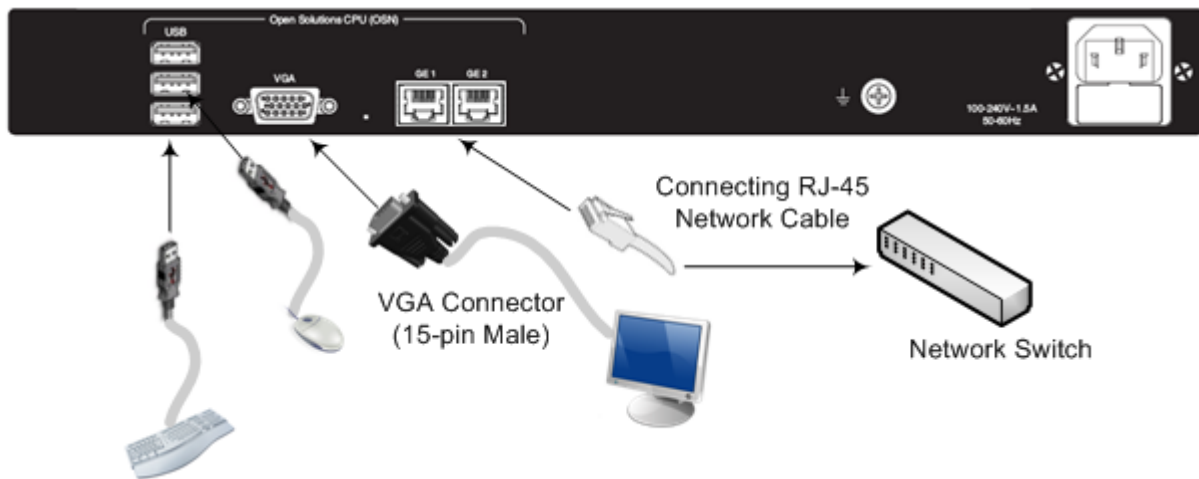 Open Solutions CPU (OSN)
USB
VGA
GE 1 GE 2
100-240V~1.5A
50-60Hz
Connecting RJ-45
Network Cable
VGA Connector
(15-pin Male)
Network Switch